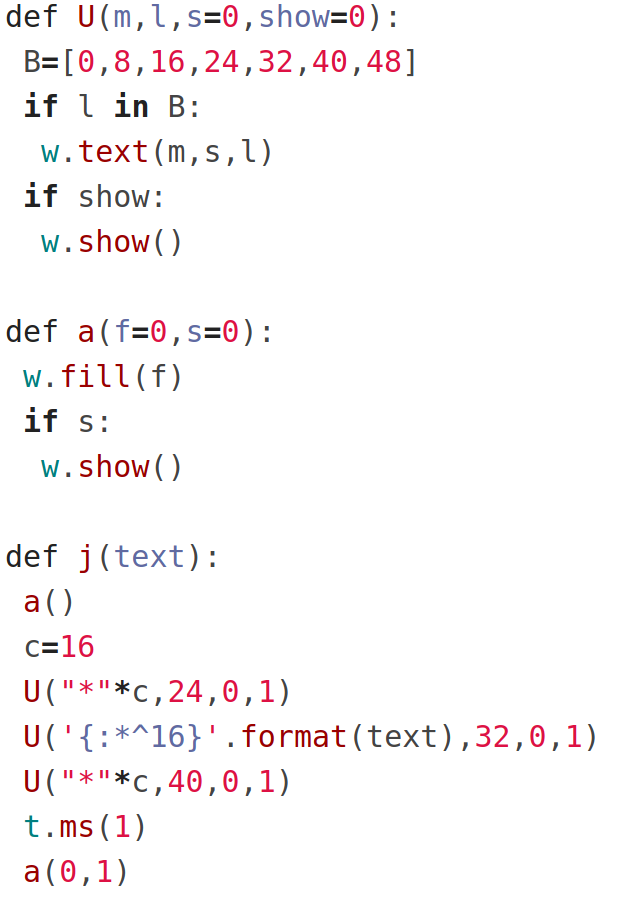 def U(m,l,s=0,show=0):
 B=[0,8,16,24,32,40,48]
 if l in B:
  w.text(m,s,l)
 if show:
  w.show()

def a(f=0,s=0):
 w.fill(f)
 if s:
  w.show()

def j(text):
 a()
 c=16
 U("*"*c,24,0,1)
 U('{:*^16}'.format(text),32,0,1)
 U("*"*c,40,0,1)
 t.ms(1)
 a(0,1)